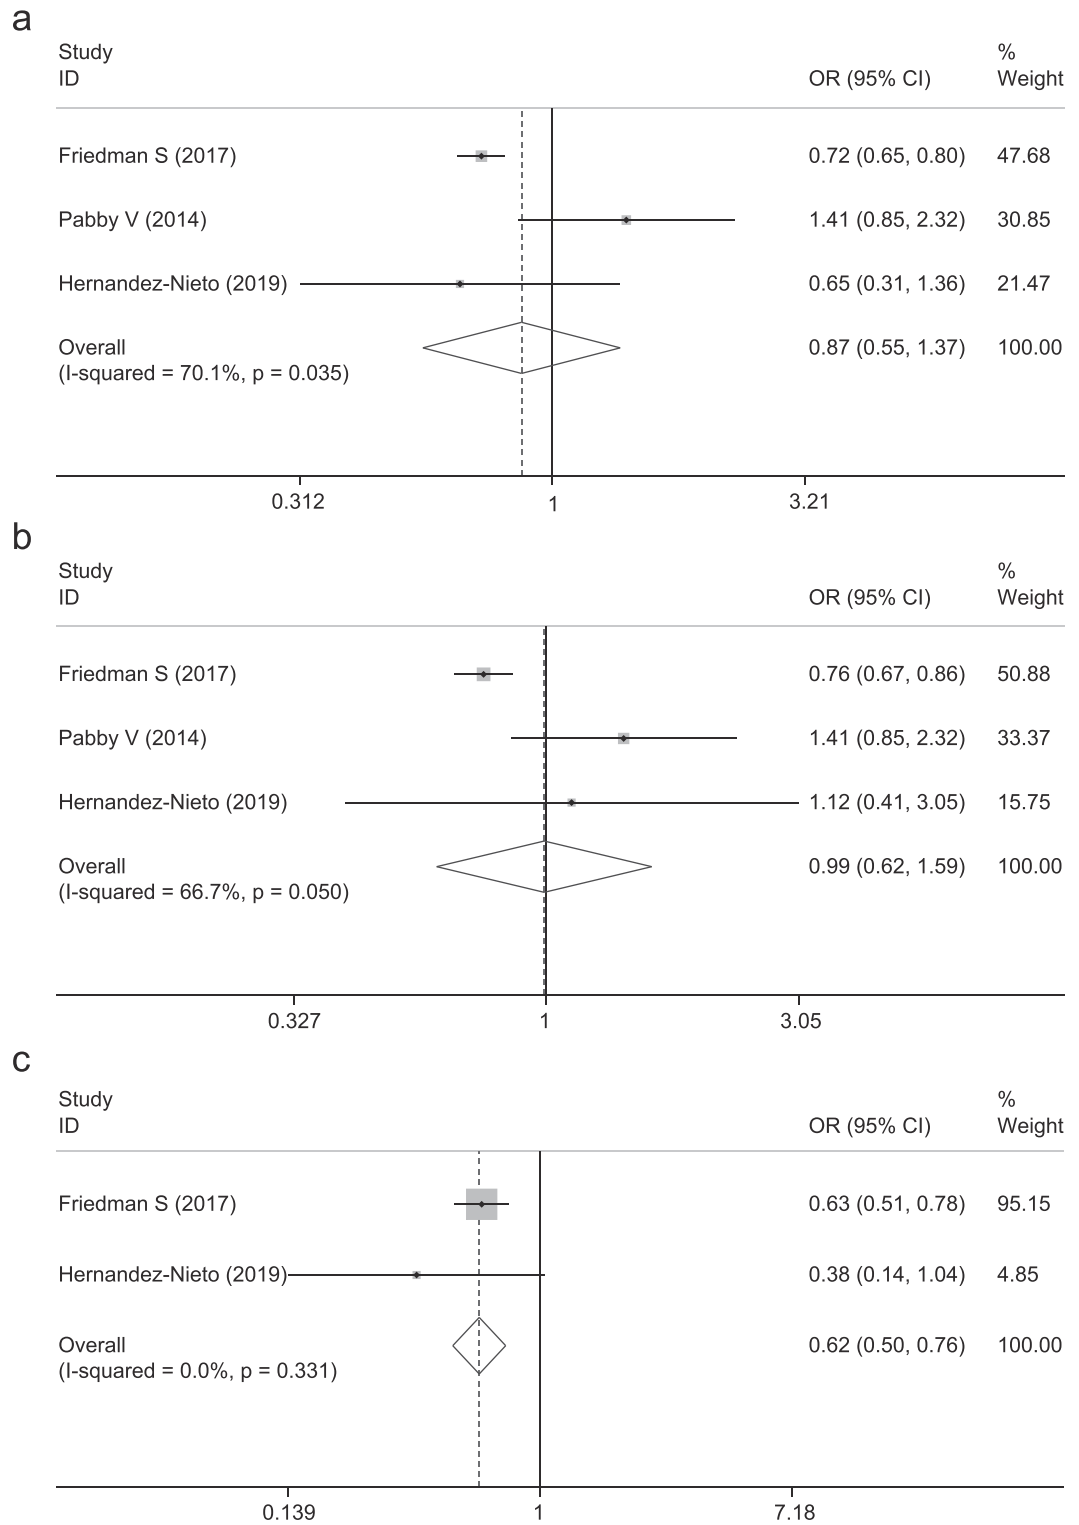 a
Study %
ID OR (95% CI) Weight
Friedman S (2017) 0.72 (0.65, 0.80) 47.68
Pabby V (2014) 1.41 (0.85, 2.32) 30.85
Hernandez-Nieto (2019) 0.65 (0.31, 1.36) 21.47
Overall 0.87 (0.55, 1.37) 100.00
(I-squared = 70.1%, p = 0.035)
0.312 1 3.21
b
Study %
ID OR (95% CI) Weight
Friedman S (2017) 0.76 (0.67, 0.86) 50.88
Pabby V (2014) 1.41 (0.85, 2.32) 33.37
Hernandez-Nieto (2019) 1.12 (0.41, 3.05) 15.75
Overall 0.99 (0.62, 1.59) 100.00
(I-squared = 66.7%, p = 0.050)
0.327 1 3.05
c
Study %
ID OR (95% CI) Weight
Friedman S (2017) 0.63 (0.51, 0.78) 95.15
Hernandez-Nieto (2019) 0.38 (0.14, 1.04) 4.85
Overall 0.62 (0.50, 0.76) 100.00
(I-squared = 0.0%, p = 0.331)
0.139 1 7.18